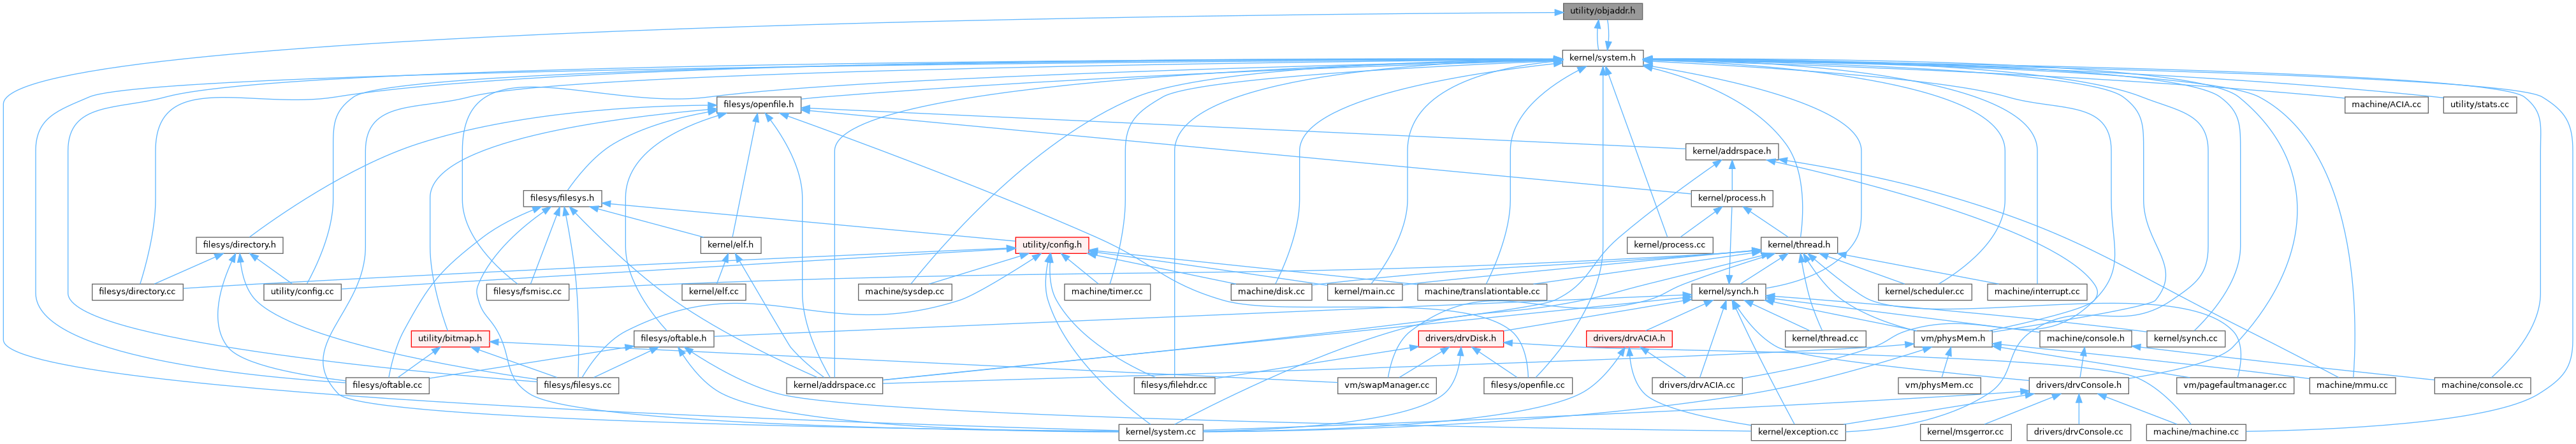 utility/objaddr.h
kernel/system.h
filesys/openfile.h
machine/ACIA.cc
utility/stats.cc
kernel/addrspace.h
filesys/filesys.h
kernel/process.h
filesys/directory.h
kernel/elf.h
utility/config.h
kernel/process.cc
kernel/thread.h
filesys/directory.cc
utility/config.cc
filesys/fsmisc.cc
kernel/elf.cc
machine/sysdep.cc
machine/timer.cc
machine/disk.cc
kernel/main.cc
machine/translationtable.cc
kernel/synch.h
kernel/scheduler.cc
machine/interrupt.cc
utility/bitmap.h
filesys/oftable.h
drivers/drvDisk.h
drivers/drvACIA.h
kernel/thread.cc
vm/physMem.h
machine/console.h
kernel/synch.cc
filesys/oftable.cc
filesys/filesys.cc
vm/swapManager.cc
kernel/addrspace.cc
filesys/filehdr.cc
filesys/openfile.cc
drivers/drvACIA.cc
vm/physMem.cc
drivers/drvConsole.h
vm/pagefaultmanager.cc
machine/mmu.cc
machine/console.cc
kernel/system.cc
kernel/exception.cc
kernel/msgerror.cc
drivers/drvConsole.cc
machine/machine.cc